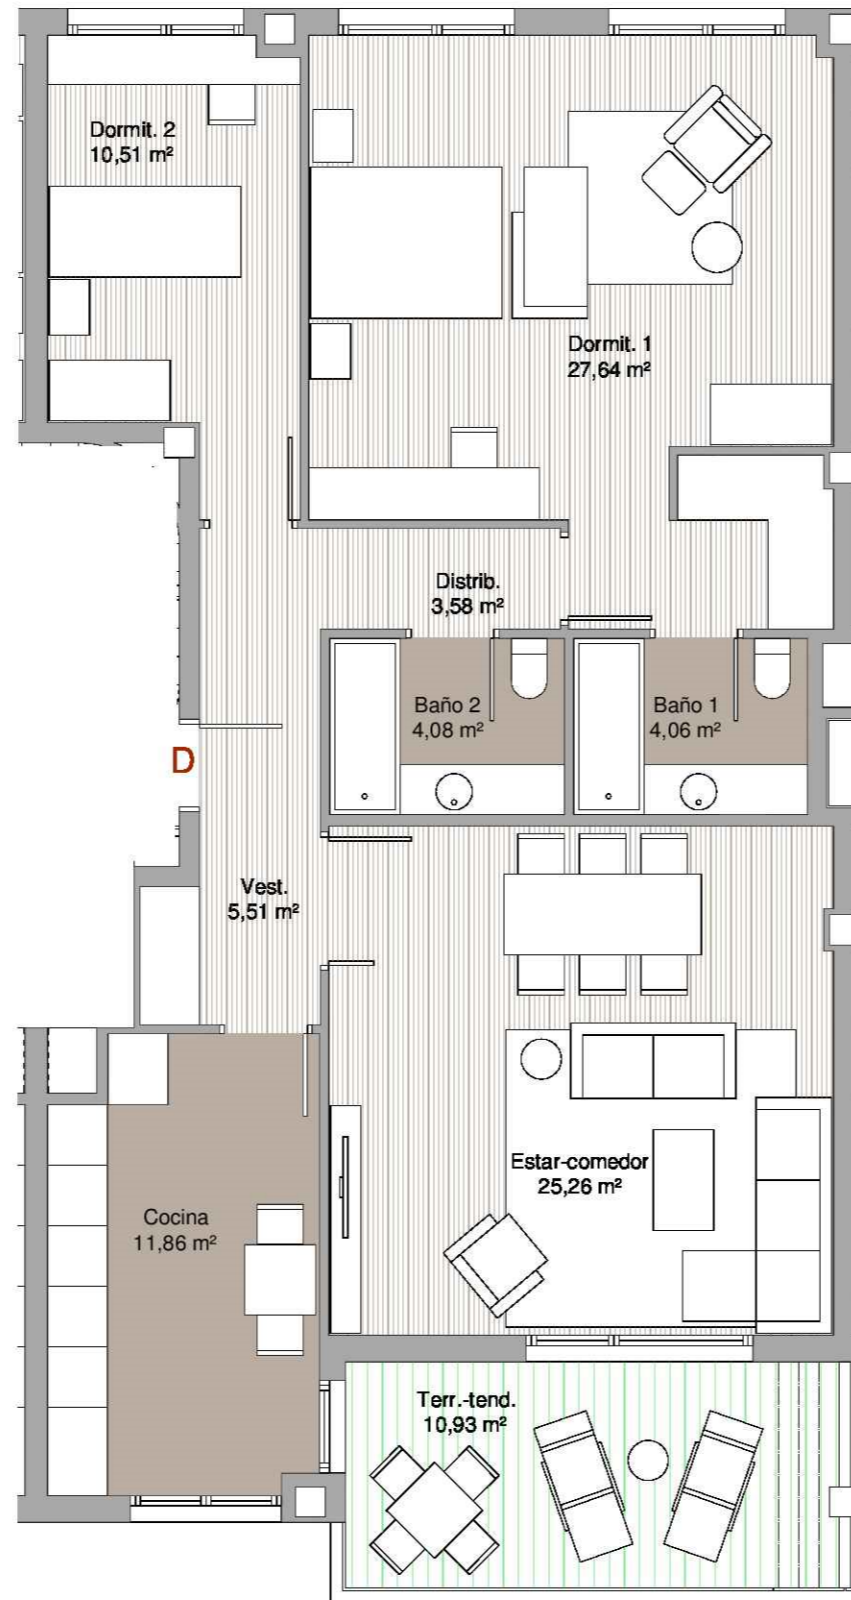 Dormit. 2
10,51 m²
Dormit. 1
27,64 m²
Distrib.
3,58 m²
Baño 2
4,08 m²
Baño 1
4,06 m²
D
Vest.
5,51 m²
Estar-comedor
25,26 m²
Cocina
11,86 m²
Terr.-tend.
10,93 m²